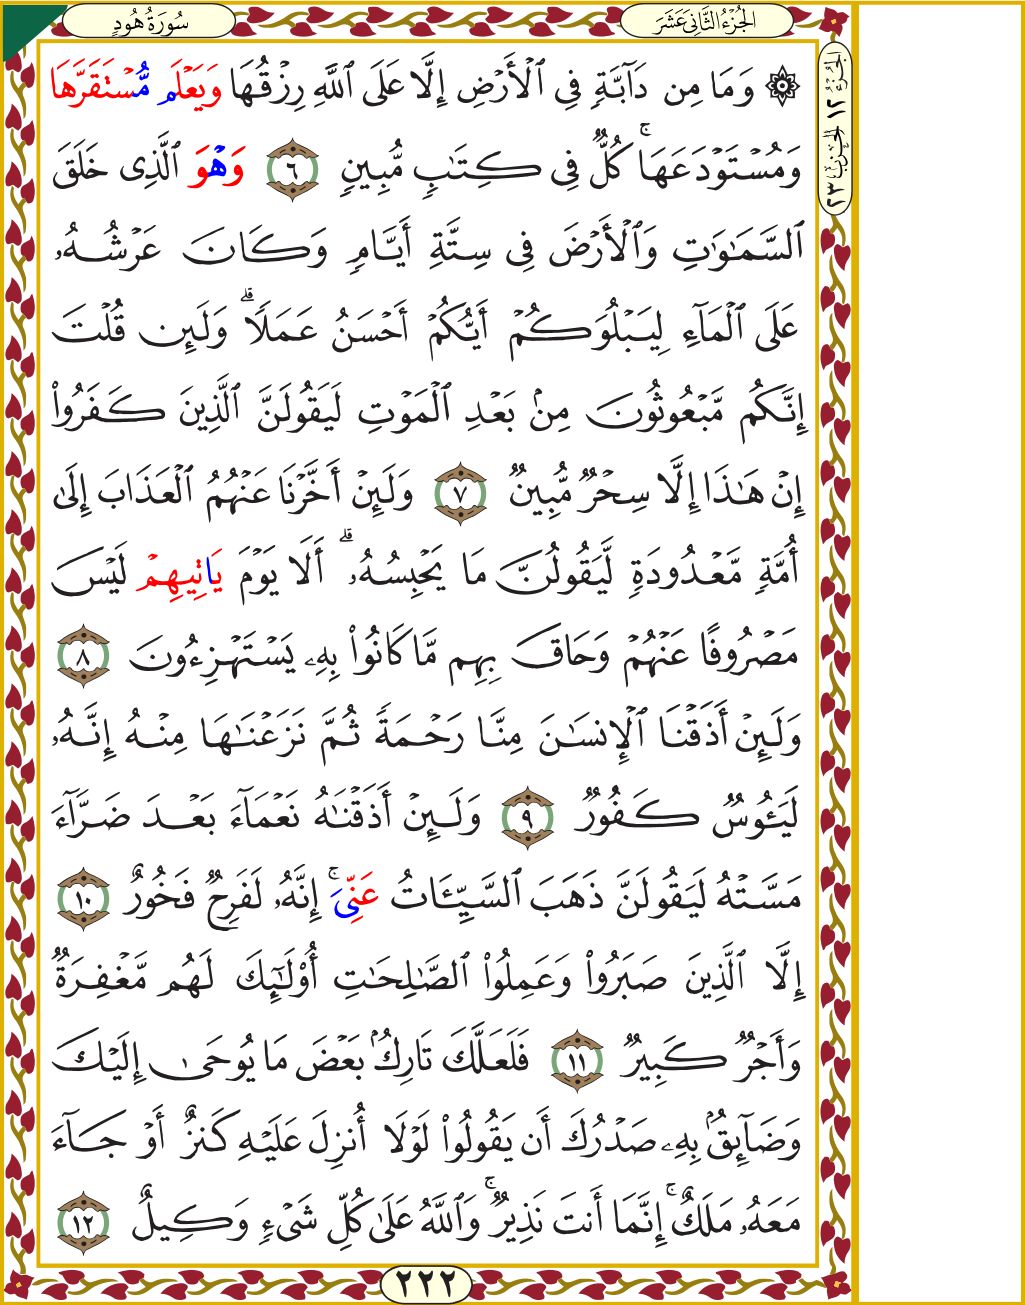 سُورَةُ هُودٍ
الجُزْءُ الثَّانِي عَشَرَ
الجزء ١٢ الحزب ٢٣
۞ وَمَا مِن دَآبَّةٍ فِي ٱلْأَرْضِ إِلَّا عَلَى ٱللَّهِ رِزْقُهَا وَيَعْلَم مُّسْتَقَرَّهَا
وَمُسْتَوْدَعَهَاۚ كُلٌّ فِي كِتَٰبٍ مُّبِينٍ ٦ وَهْوَ ٱلَّذِى خَلَقَ
ٱلسَّمَٰوَٰتِ وَٱلْأَرْضَ فِى سِتَّةِ أَيَّامٍ وَكَانَ عَرْشُهُۥ
عَلَى ٱلْمَآءِ لِيَبْلُوَكُمْ أَيُّكُمْ أَحْسَنُ عَمَلًاۗ وَلَئِن قُلْتَ
إِنَّكُم مَّبْعُوثُونَ مِنۢ بَعْدِ ٱلْمَوْتِ لَيَقُولَنَّ ٱلَّذِينَ كَفَرُوا۟
إِنْ هَٰذَا إِلَّا سِحْرٌ مُّبِينٌ ٧ وَلَئِنْ أَخَّرْنَا عَنْهُمُ ٱلْعَذَابَ إِلَىٰ
أُمَّةٍ مَّعْدُودَةٍ لَّيَقُولُنَّ مَا يَحْبِسُهُۥۗ أَلَا يَوْمَ يَاتِيهِمْ لَيْسَ
مَصْرُوفًا عَنْهُمْ وَحَاقَ بِهِم مَّا كَانُوا۟ بِهِۦ يَسْتَهْزِءُونَ ٨
وَلَئِنْ أَذَقْنَا ٱلْإِنسَٰنَ مِنَّا رَحْمَةً ثُمَّ نَزَعْنَٰهَا مِنْهُ إِنَّهُۥ
لَيَـُٔوسٌ كَفُورٌ ٩ وَلَئِنْ أَذَقْنَٰهُ نَعْمَآءَ بَعْدَ ضَرَّآءَ
مَسَّتْهُ لَيَقُولَنَّ ذَهَبَ ٱلسَّيِّـَٔاتُ عَنِّىَۚ إِنَّهُۥ لَفَرِحٌ فَخُورٌ ١٠
إِلَّا ٱلَّذِينَ صَبَرُوا۟ وَعَمِلُوا۟ ٱلصَّٰلِحَٰتِ أُو۟لَٰٓئِكَ لَهُم مَّغْفِرَةٌ
وَأَجْرٌ كَبِيرٌ ١١ فَلَعَلَّكَ تَارِكٌۢ بَعْضَ مَا يُوحَىٰ إِلَيْكَ
وَضَآئِقٌۢ بِهِۦ صَدْرُكَ أَن يَقُولُوا۟ لَوْلَا أُنزِلَ عَلَيْهِ كَنزٌ أَوْ جَآءَ
مَعَهُۥ مَلَكٌۚ إِنَّمَا أَنتَ نَذِيرٌۚ وَٱللَّهُ عَلَىٰ كُلِّ شَىْءٍ وَكِيلٌ ١٢
٢٢٢